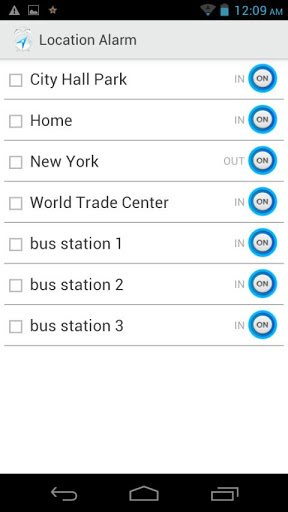 12:09 AM
Location Alarm
City Hall Park IN ON
Home IN ON
New York OUT ON
World Trade Center IN ON
bus station 1 IN ON
bus station 2 IN ON
bus station 3 IN ON